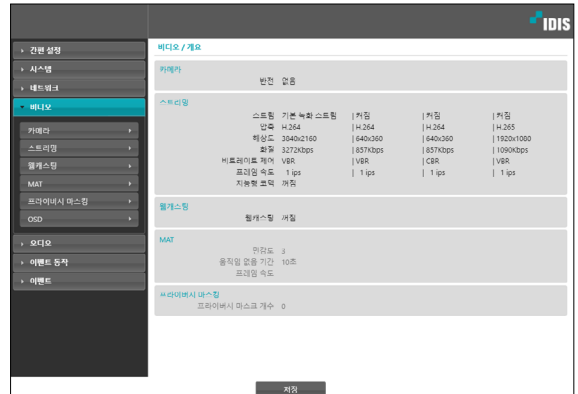 IDIS
간편 설정
시스템
네트워크
비디오
카메라
스트리밍
웹캐스팅
MAT
프라이버시 마스킹
OSD
오디오
이벤트 동작
이벤트
비디오 / 개요
카메라
반전 없음
스트리밍
스트림 기본 녹화 스트림 | 켜짐 | 켜짐 | 켜짐
압축 H.264 | H.264 | H.264 | H.265
해상도 3840x2160 | 640x360 | 640x360 | 1920x1080
화질 3272Kbps | 857Kbps | 857Kbps | 1090Kbps
비트레이트 제어 VBR | VBR | CBR | VBR
프레임 속도 1 ips | 1 ips | 1 ips | 1 ips
지능형 코덱 꺼짐
웹캐스팅
웹캐스팅 꺼짐
MAT
민감도 3
움직임 없음 기간 10초
프레임 속도
프라이버시 마스킹
프라이버시 마스크 개수 0
저장